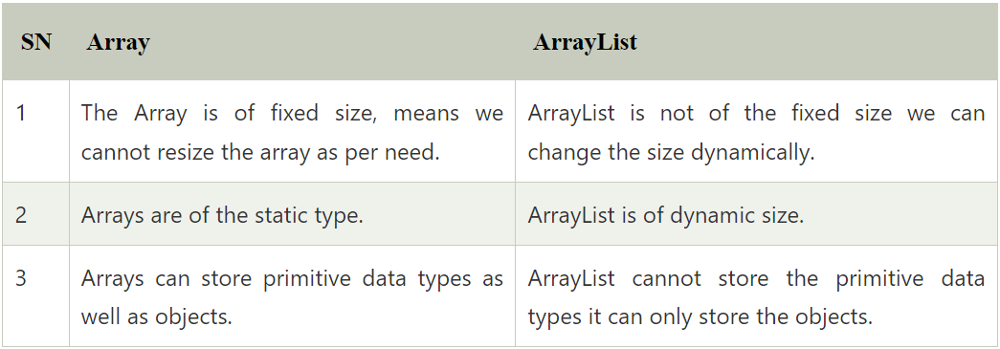 SN Array ArrayList
1 The Array is of fixed size, means we ArrayList is not of the fixed size we can
cannot resize the array as per need. change the size dynamically.
2 Arrays are of the static type. ArrayList is of dynamic size.
3 Arrays can store primitive data types as ArrayList cannot store the primitive data
well as objects. types it can only store the objects.